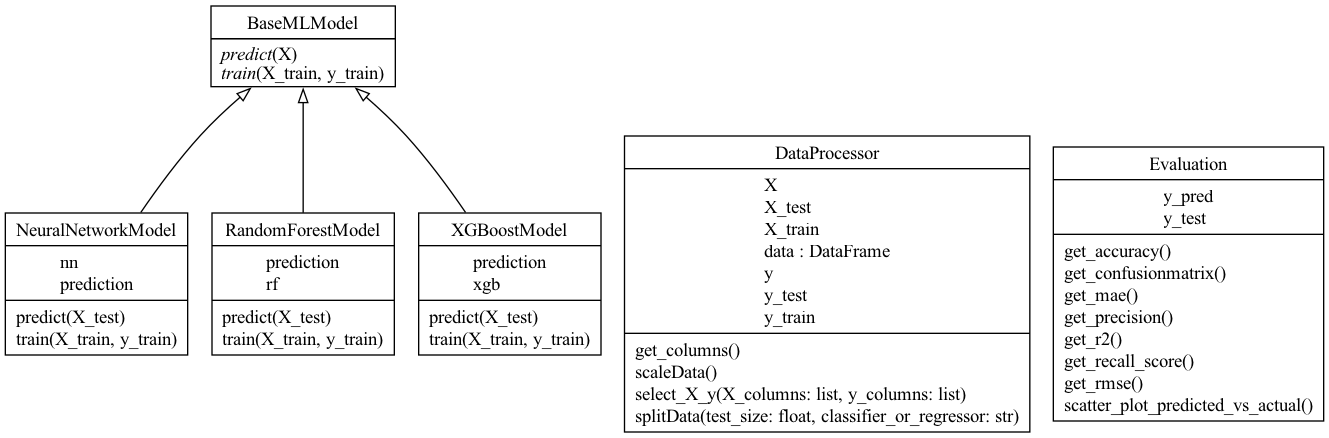 BaseMLModel
predict(X)
train(X_train, y_train)
NeuralNetworkModel
nn
prediction
predict(X_test)
train(X_train, y_train)
RandomForestModel
prediction
rf
predict(X_test)
train(X_train, y_train)
XGBoostModel
prediction
xgb
predict(X_test)
train(X_train, y_train)
DataProcessor
X
X_test
X_train
data : DataFrame
y
y_test
y_train
get_columns()
scaleData()
select_X_y(X_columns: list, y_columns: list)
splitData(test_size: float, classifier_or_regressor: str)
Evaluation
y_pred
y_test
get_accuracy()
get_confusionmatrix()
get_mae()
get_precision()
get_r2()
get_recall_score()
get_rmse()
scatter_plot_predicted_vs_actual()